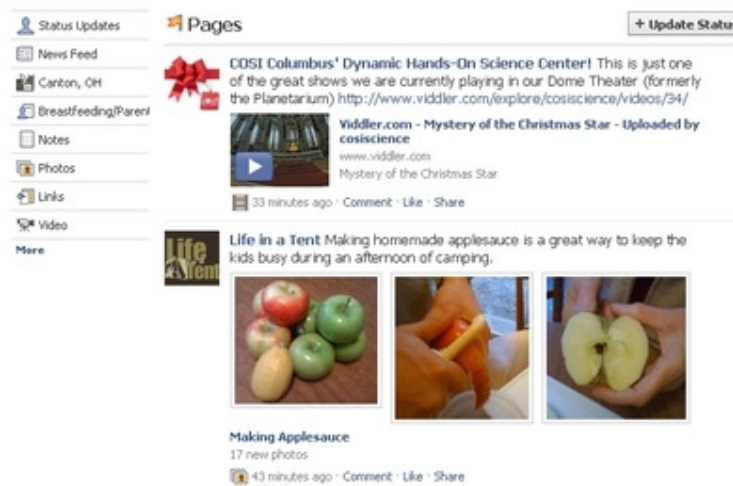 Status Updates
News Feed
Canton, OH
Breastfeeding/Parent
Notes
Photos
Links
Video
More
Pages
+ Update Status
COSI Columbus' Dynamic Hands-On Science Center! This is just one
of the great shows we are currently playing in our Dome Theater (formerly
the Planetarium) http://www.viddler.com/explore/cosiscience/videos/34/
Viddler.com - Mystery of the Christmas Star - Uploaded by
cosiscience
www.viddler.com
Mystery of the Christmas Star
33 minutes ago · Comment · Like · Share
Life
Tent
Life in a Tent Making homemade applesauce is a great way to keep the
kids busy during an afternoon of camping.
Making Applesauce
17 new photos
43 minutes ago · Comment · Like · Share